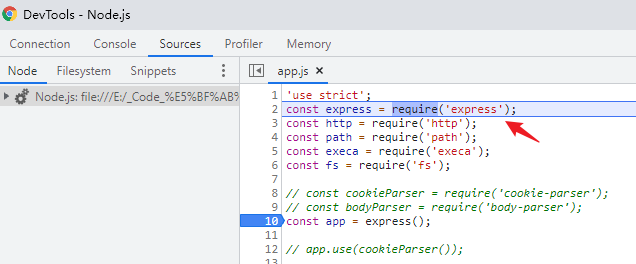 DevTools - Node.js
Connection Console Sources Profiler Memory
Node Filesystem Snippets
app.js ×
Node.js: file:///E:/_Code_%E5%BF%AB%
1 'use strict';
2 const express = require('express');
3 const http = require('http');
4 const path = require('path');
5 const execa = require('execa');
6 const fs = require('fs');
7
8 // const cookieParser = require('cookie-parser');
9 // const bodyParser = require('body-parser');
10 const app = express();
11
12 // app.use(cookieParser());